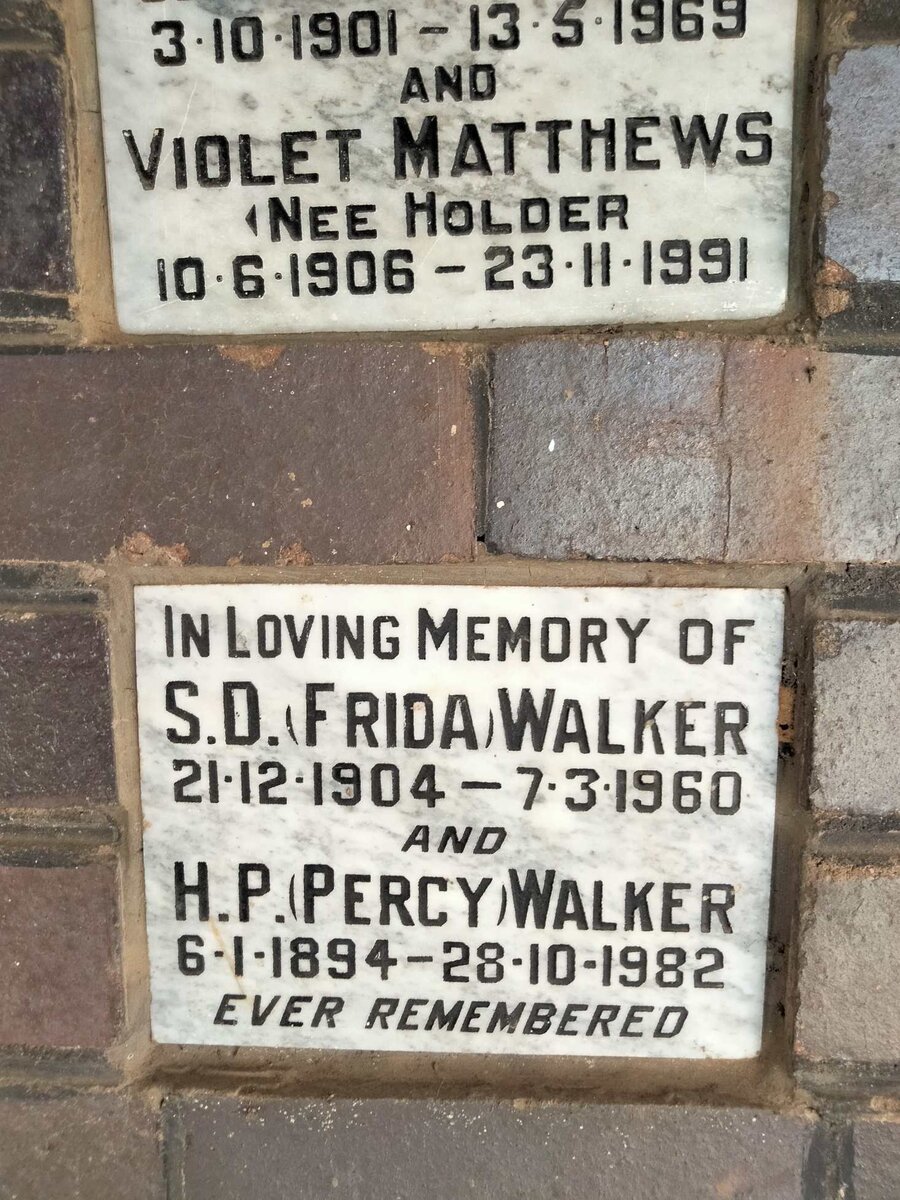 3·10·1901 – 13·5·1969
AND
VIOLET MATTHEWS
(NEE HOLDER
10·6·1906 – 23·11·1991
IN LOVING MEMORY OF
S.D.(FRIDA)WALKER
21·12·1904 – 7·3·1960
AND
H.P.(PERCY)WALKER
6·1·1894–28·10·1982
EVER REMEMBERED